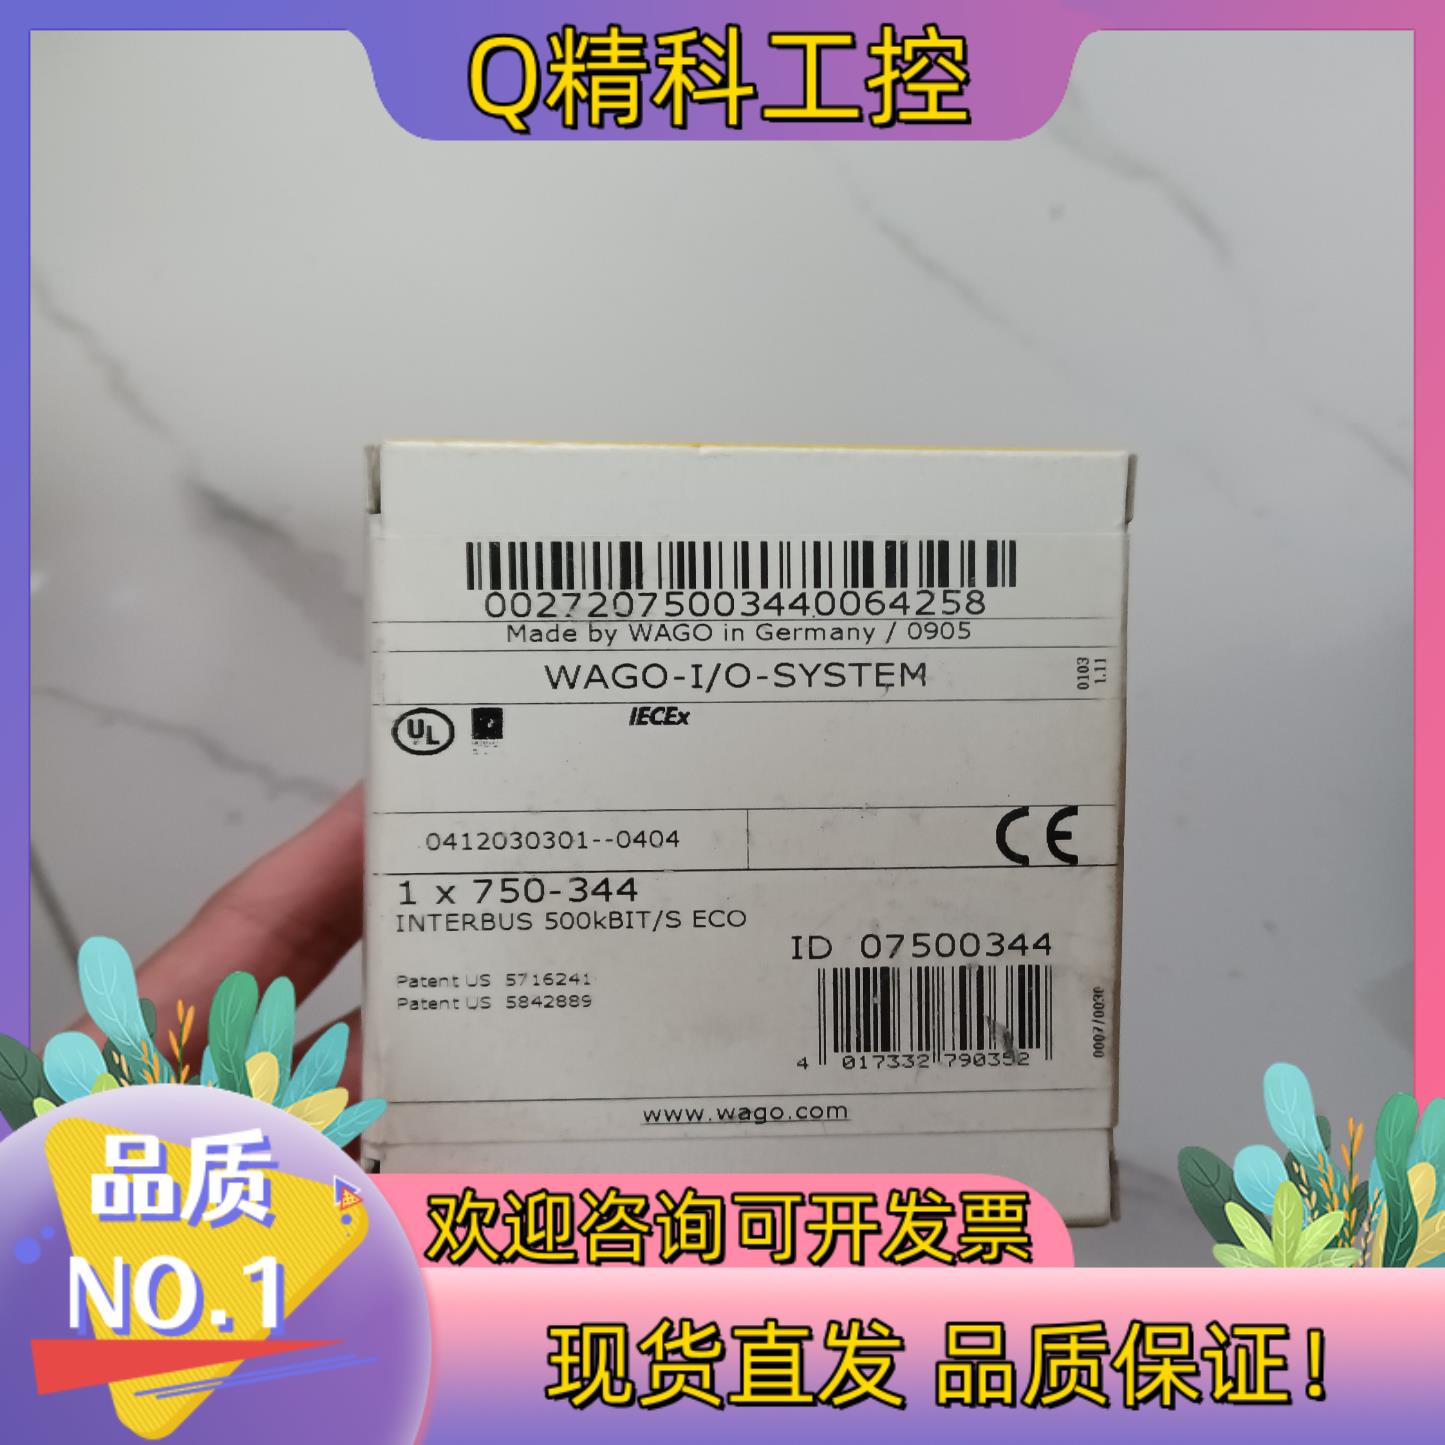 Q精科工控
00272075003440064258
Made by WAGO in Germany / 0905
WAGO-I/O-SYSTEM
0103
1.11
UL
IECEx
0412030301--0404
CE
1 x 750-344
INTERBUS 500kBIT/S ECO
ID 07500344
Patent US 5716241
Patent US 5842889
4 017332 790352
0007/0030
www.wago.com
品质
NO.1
欢迎咨询可开发票
现货直发 品质保证!